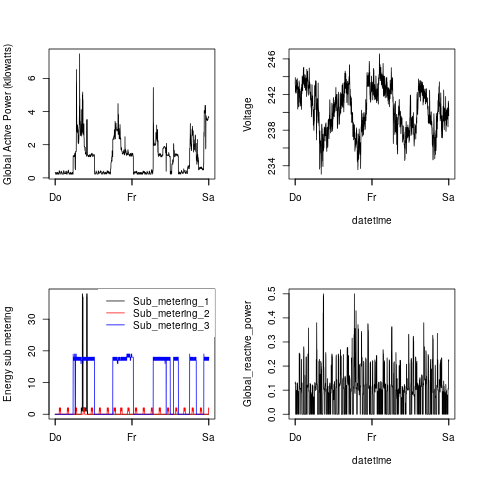 Global Active Power (kilowatts)
0 2 4 6
Do Fr Sa
Voltage
234 238 242 246
Do Fr Sa
datetime
Energy sub metering
0 10 20 30
Sub_metering_1
Sub_metering_2
Sub_metering_3
Do Fr Sa
Global_reactive_power
0.0 0.1 0.2 0.3 0.4 0.5
Do Fr Sa
datetime